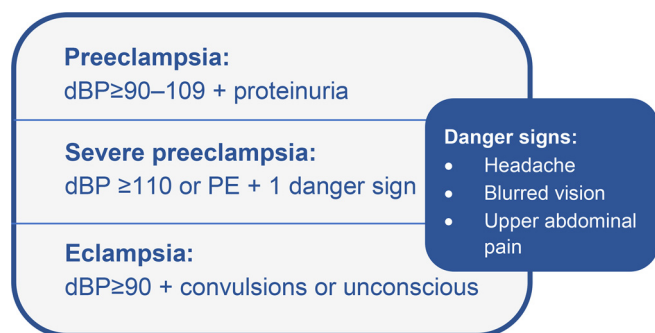 Preeclampsia:
dBP≥90–109 + proteinuria
Severe preeclampsia:
dBP ≥110 or PE + 1 danger sign
Eclampsia:
dBP≥90 + convulsions or unconscious
Danger signs:
• Headache
• Blurred vision
• Upper abdominal
pain